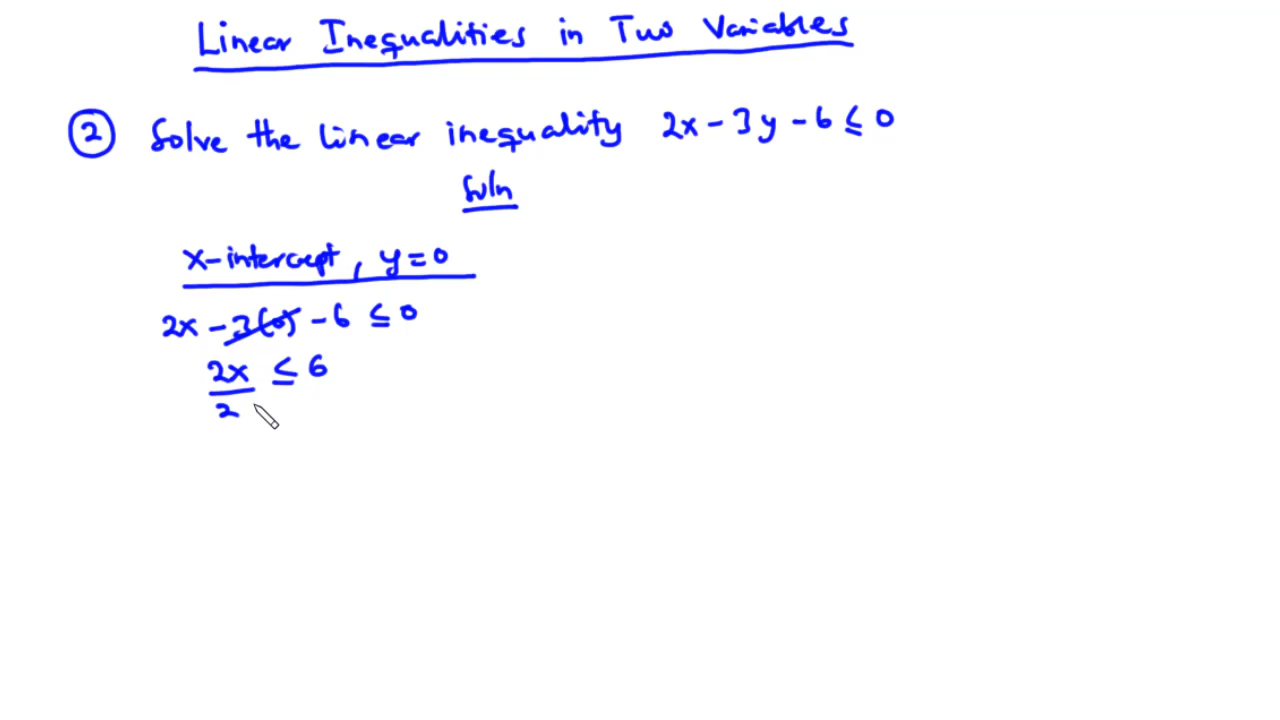 Linear Inequalities in Two Variables
② Solve the linear inequality 2x - 3y - 6 ≤ 0
Soln
x-intercept, y = 0
2x - 3(0) - 6 ≤ 0
2x ≤ 6
2